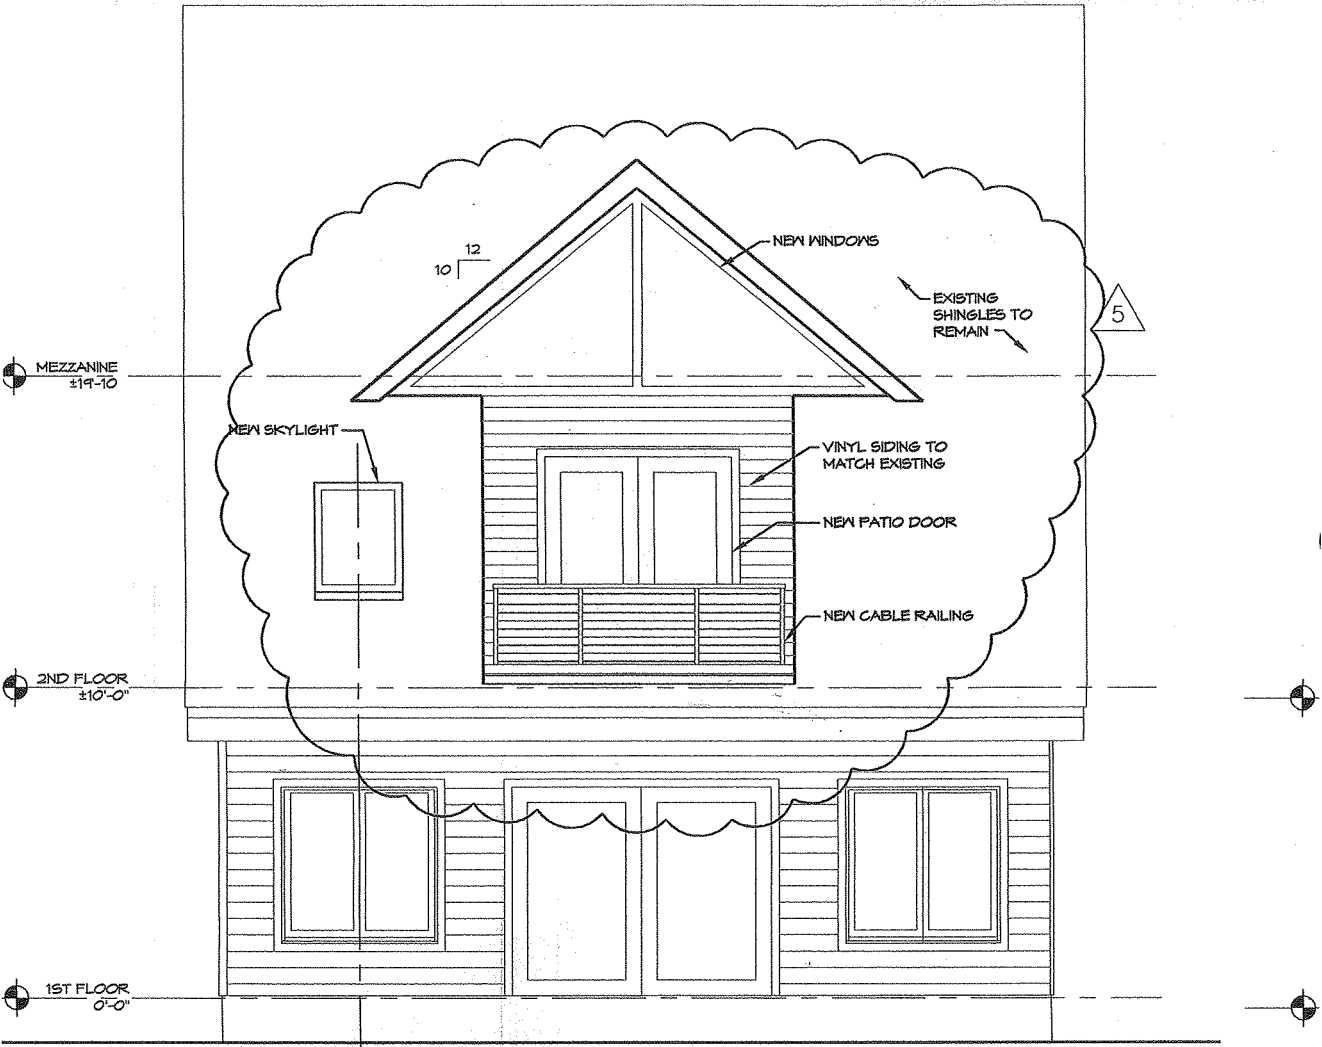 NEW WINDOWS
12
10
EXISTING
SHINGLES TO
REMAIN
5
MEZZANINE
±19'-10
NEW SKYLIGHT
VINYL SIDING TO
MATCH EXISTING
NEW PATIO DOOR
NEW CABLE RAILING
2ND FLOOR
±10'-0"
1ST FLOOR
0'-0"